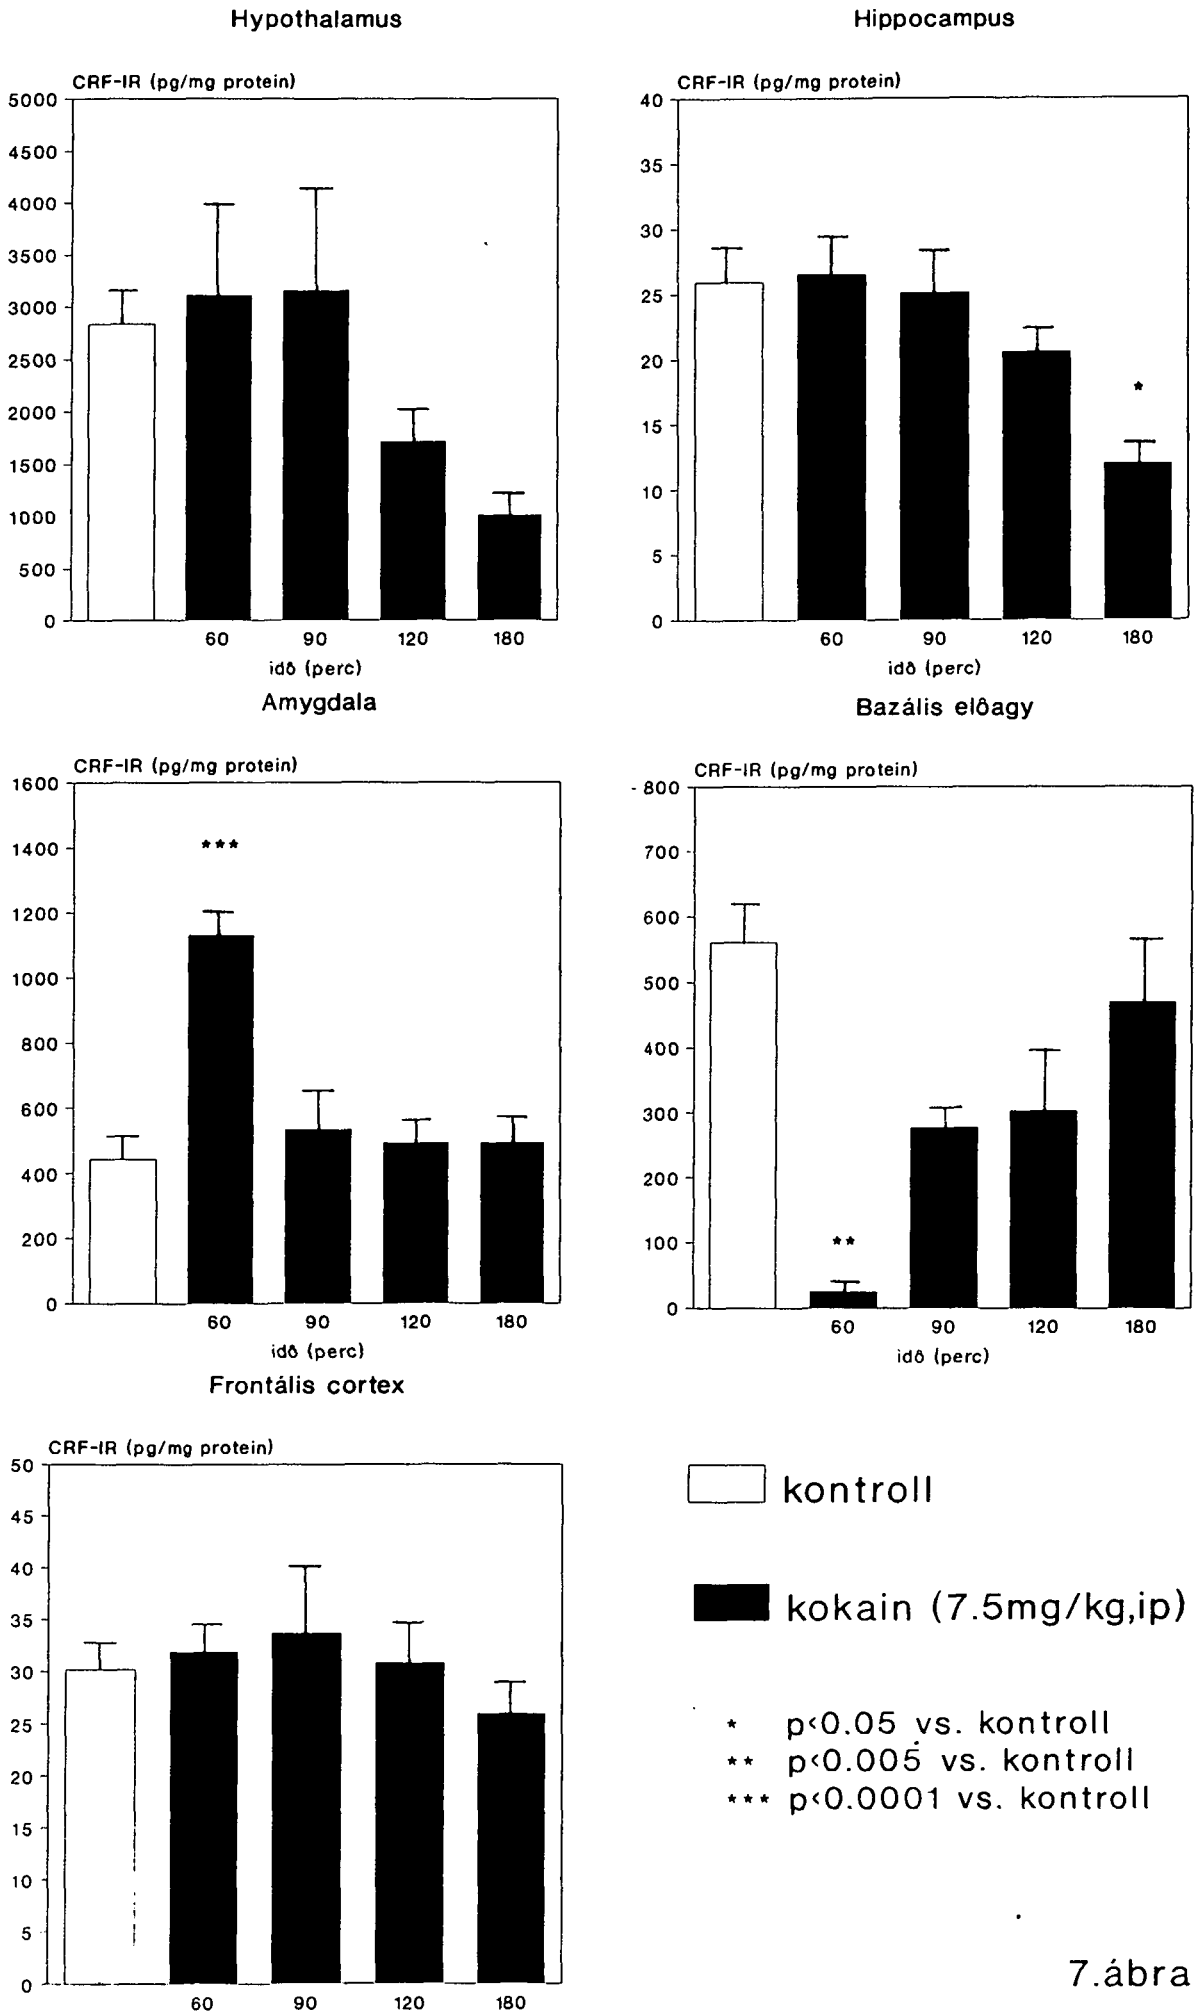 Hypothalamus
CRF-IR (pg/mg protein)
5000
4500
4000
3500
3000
2500
2000
1500
1000
500
0
60 90 120 180
idõ (perc)
Hippocampus
CRF-IR (pg/mg protein)
40
35
30
25
20
15
10
5
0
*
60 90 120 180
idõ (perc)
Amygdala
CRF-IR (pg/mg protein)
1600
1400
1200
1000
800
600
400
200
0
***
60 90 120 180
idõ (perc)
Bazális elôagy
CRF-IR (pg/mg protein)
800
700
600
500
400
300
200
100
0
**
60 90 120 180
idõ (perc)
Frontális cortex
CRF-IR (pg/mg protein)
50
45
40
35
30
25
20
15
10
5
0
60 90 120 180
kontroll
kokain (7.5mg/kg,ip)
* p<0.05 vs. kontroll
** p<0.005 vs. kontroll
*** p<0.0001 vs. kontroll
7.ábra